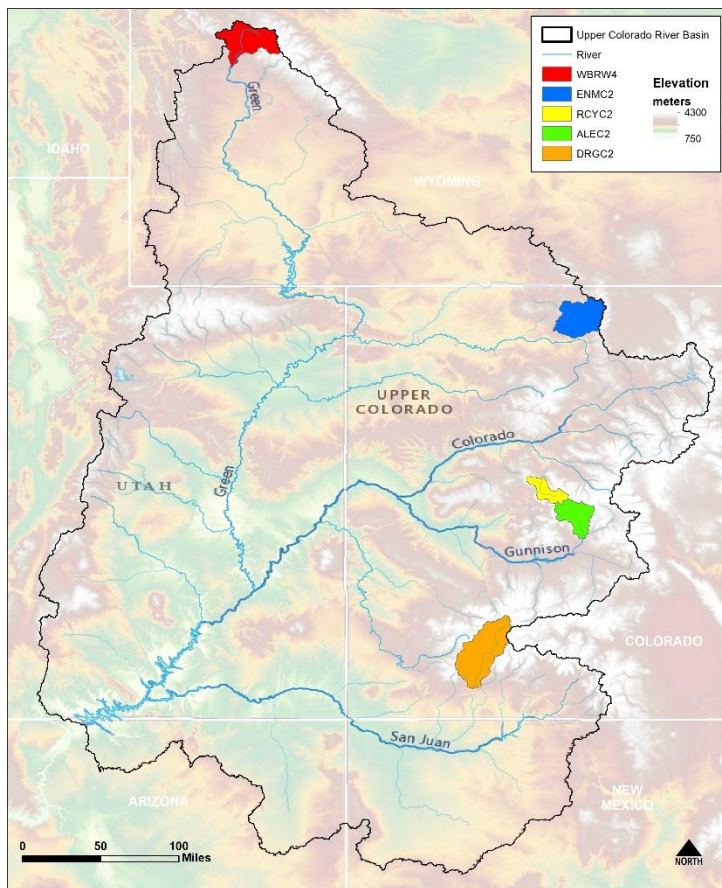 Upper Colorado River Basin
River
WBRW4
ENMC2
RCYC2
ALEC2
DRGC2
Elevation
meters
4300
750
Green
IDAHO
WYOMING
UPPER
COLORADO
Colorado
UTAH
Green
Gunnison
COLORADO
San Juan
ARIZONA
NEW
MEXICO
0 50 100
Miles
NORTH